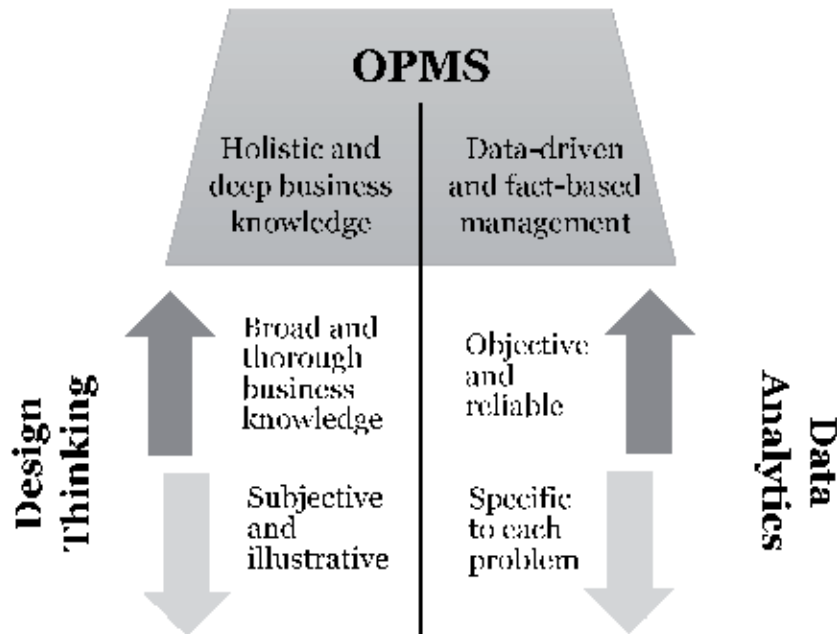 OPMS
Holistic and
deep business
knowledge
Data-driven
and fact-based
management
Design
Thinking
Broad and
thorough
business
knowledge
Subjective
and
illustrative
Objective
and
reliable
Specific
to each
problem
Data
Analytics